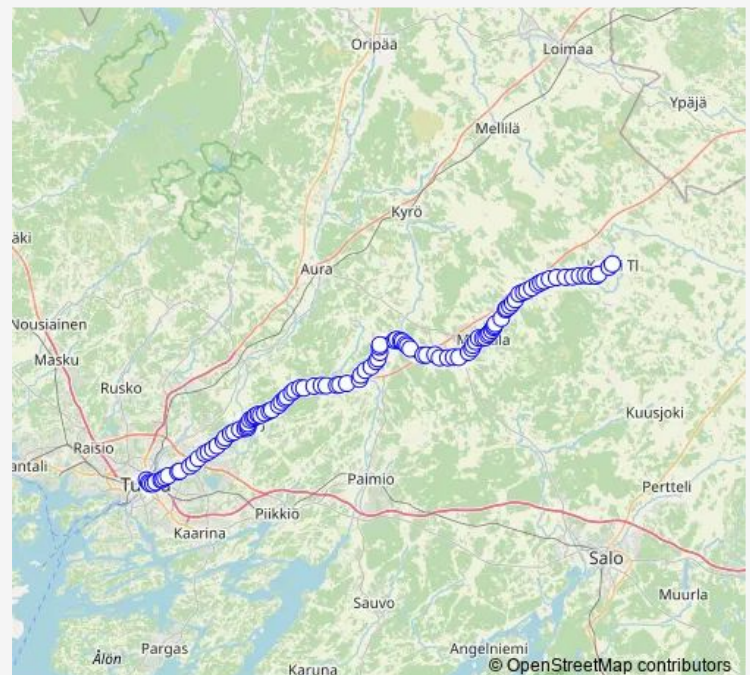 Oripää
Loimaa
Ypäjä
Mellilä
Kyrö
äki
Aura
Tl
Nousiainen
Masku
Rusko
Kuusjoki
Raisio
antali
Paimio
Pertteli
Piikkiö
Kaarina
Salo
Sauvo
Muurla
Ålön
Pargas
Angelniemi
Karuna
© OpenStreetMap contributors